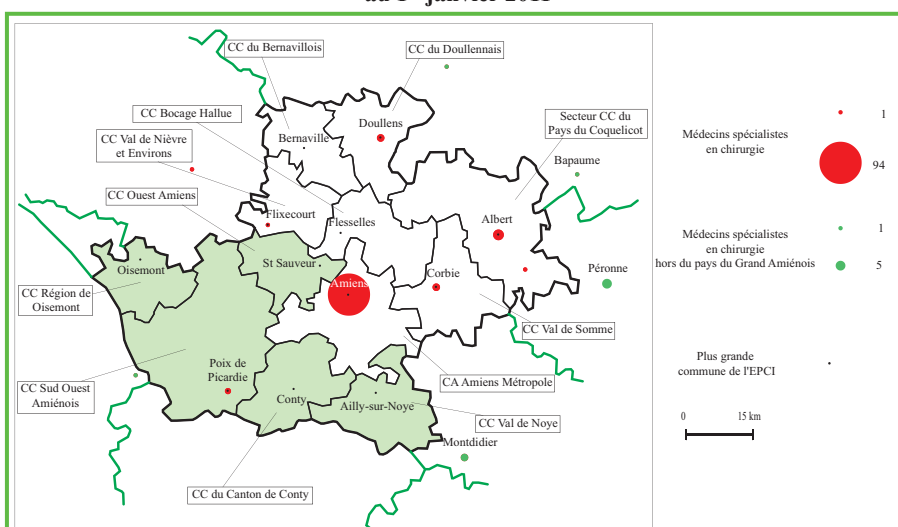 au 1er janvier 2011
CC du Bernavillois
CC du Doullennais
CC Bocage Hallue
Doullens
Secteur CC du
Pays du Coquelicot
CC Val de Nièvre
et Environs
Bernaville
Bapaume
CC Ouest Amiens
Flixecourt
Flesselles
Albert
Oisemont
St Sauveur
Corbie
Péronne
Amiens
CC Région de
Oisemont
CC Val de Somme
Poix de
Picardie
CC Sud Ouest
Amiénois
CA Amiens Métropole
Conty
Ailly-sur-Noye
CC Val de Noye
Montdidier
CC du Canton de Conty
1
Médecins spécialistes
en chirurgie
94
Médecins spécialistes
en chirurgie
hors du pays du Grand Amiénois
1
5
Plus grande
commune de l'EPCI
0
15 km